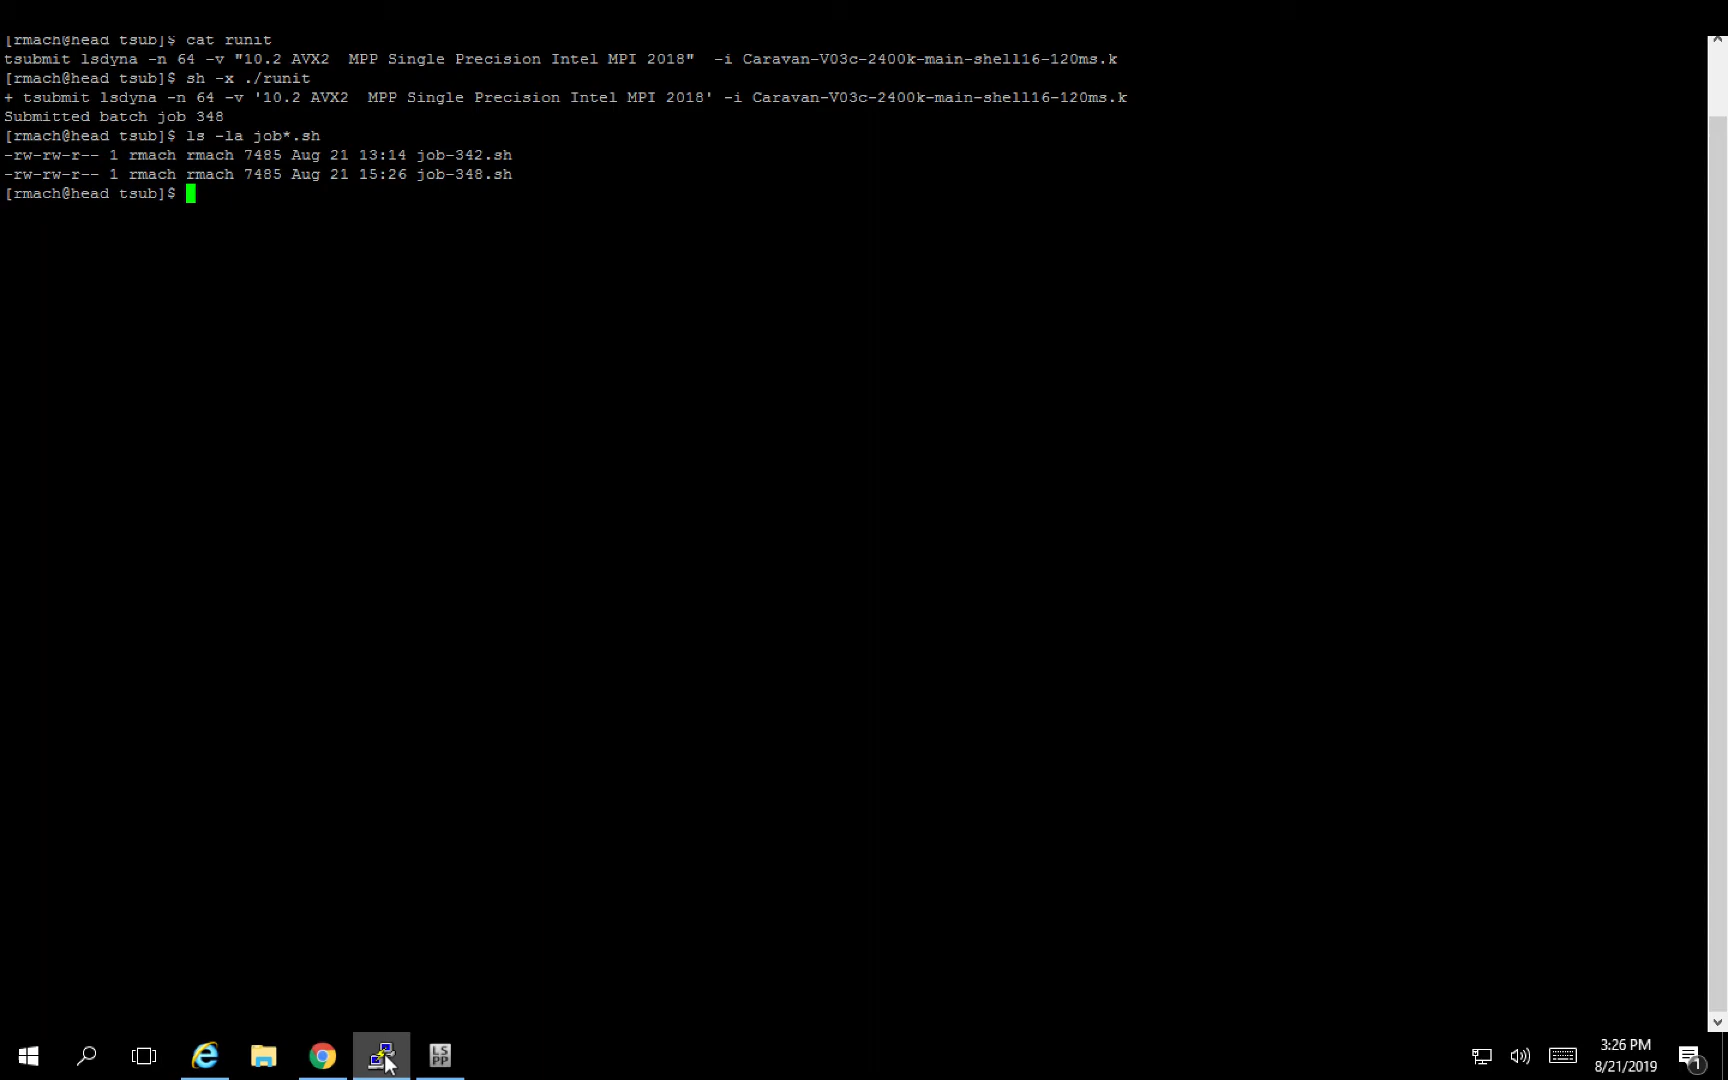 [rmach@head tsub]$ cat runit
tsubmit lsdyna -n 64 -v "10.2 AVX2  MPP Single Precision Intel MPI 2018"  -i Caravan-V03c-2400k-main-shell16-120ms.k
[rmach@head tsub]$ sh -x ./runit
+ tsubmit lsdyna -n 64 -v '10.2 AVX2  MPP Single Precision Intel MPI 2018' -i Caravan-V03c-2400k-main-shell16-120ms.k
Submitted batch job 348
[rmach@head tsub]$ ls -la job*.sh
-rw-rw-r-- 1 rmach rmach 7485 Aug 21 13:14 job-342.sh
-rw-rw-r-- 1 rmach rmach 7485 Aug 21 15:26 job-348.sh
[rmach@head tsub]$
LS
PP
3:26 PM
8/21/2019
1